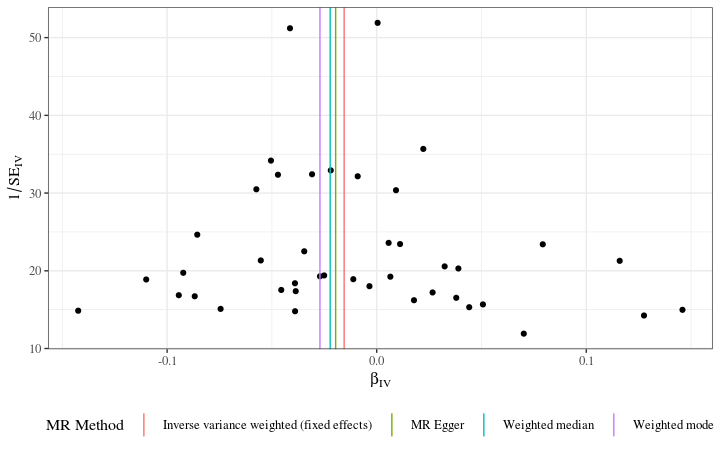 50
40
30
20
10
1/SE_IV
-0.1 0.0 0.1
β_IV
MR Method Inverse variance weighted (fixed effects) MR Egger Weighted median Weighted mode